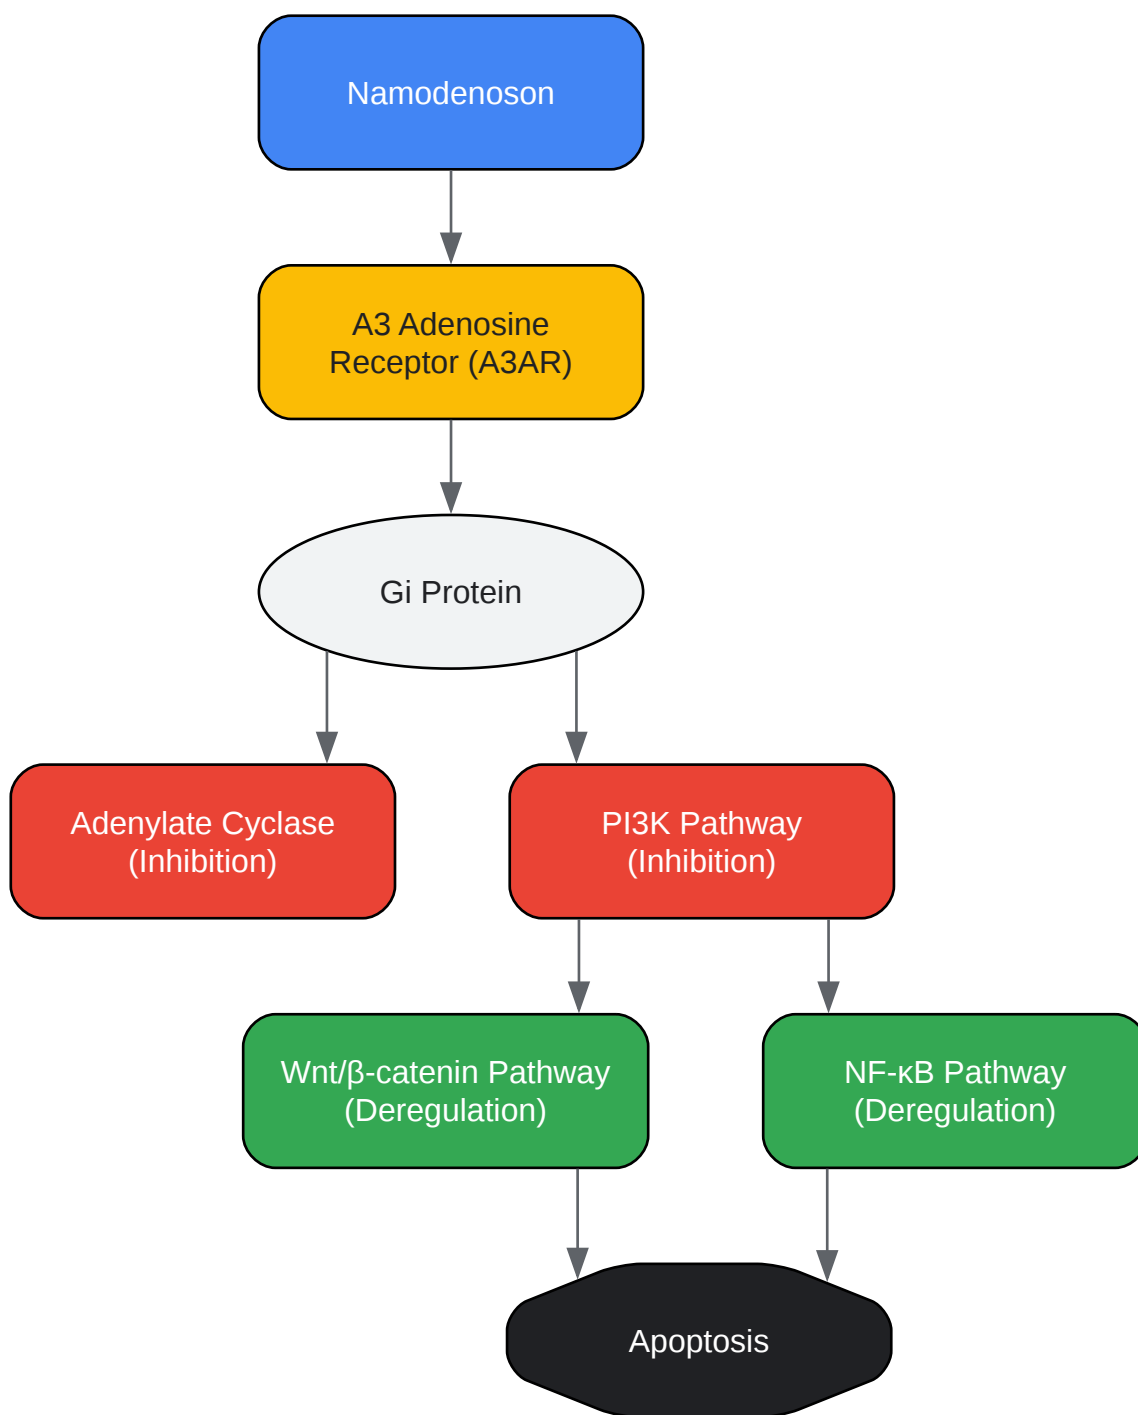 Namodenoson
A3 Adenosine
Receptor (A3AR)
Gi Protein
Adenylate Cyclase
(Inhibition)
PI3K Pathway
(Inhibition)
Wnt/β-catenin Pathway
(Deregulation)
NF-κB Pathway
(Deregulation)
Apoptosis